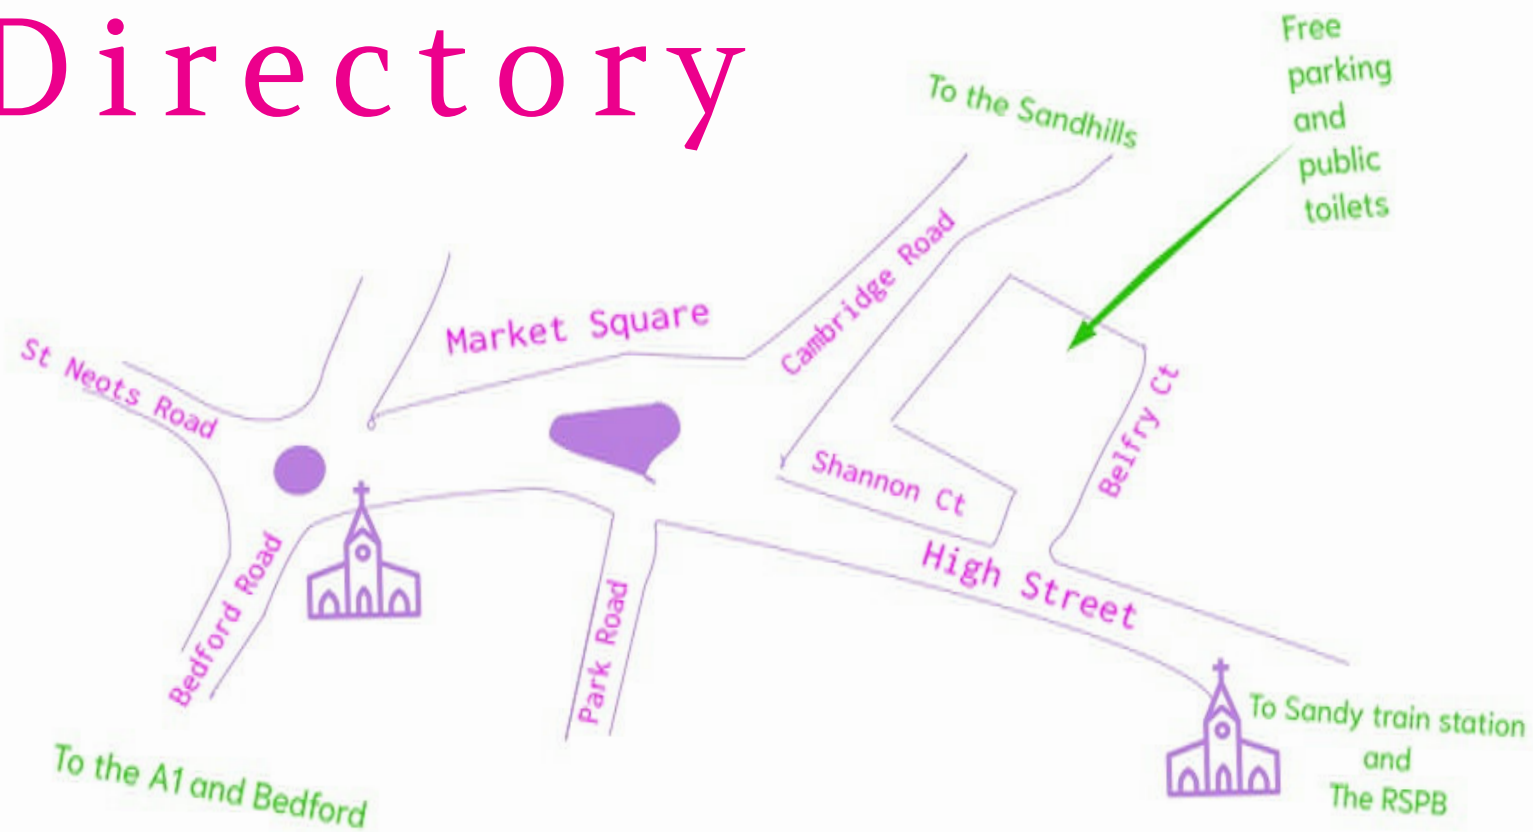 Directory
Free
parking
and
public
toilets
To the Sandhills
Cambridge Road
Market Square
St Neots Road
Belfry Ct
Shannon Ct
High Street
Bedford Road
Park Road
To Sandy train station
and
The RSPB
To the A1 and Bedford